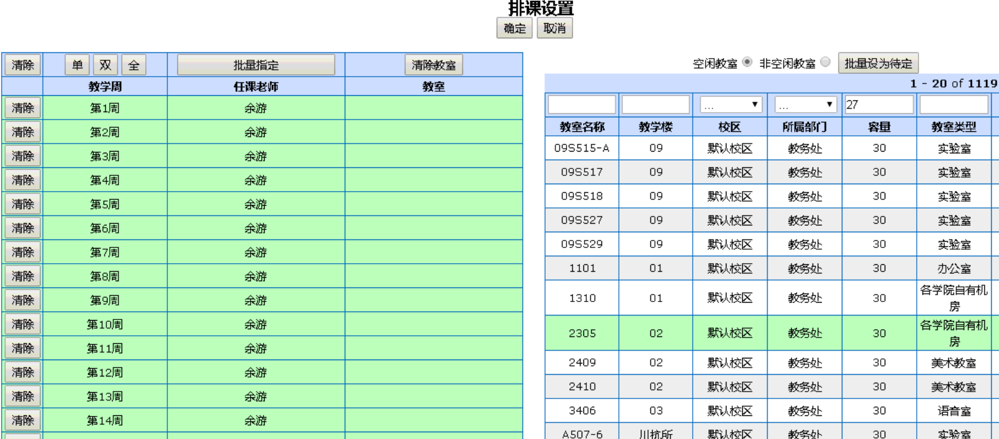 排课设置
确定 取消
清除 单 双 全 批量指定 清除教室
教学周 任课老师 教室
清除 第1周 余游
清除 第2周 余游
清除 第3周 余游
清除 第4周 余游
清除 第5周 余游
清除 第6周 余游
清除 第7周 余游
清除 第8周 余游
清除 第9周 余游
清除 第10周 余游
清除 第11周 余游
清除 第12周 余游
清除 第13周 余游
清除 第14周 余游
空闲教室 非空闲教室 批量设为待定
1 - 20 of 1119
... ... 27
教室名称 教学楼 校区 所属部门 容量 教室类型
09S515-A 09 默认校区 教务处 30 实验室
09S517 09 默认校区 教务处 30 实验室
09S518 09 默认校区 教务处 30 实验室
09S527 09 默认校区 教务处 30 实验室
09S529 09 默认校区 教务处 30 实验室
1101 01 默认校区 教务处 30 办公室
1310 01 默认校区 教务处 30 各学院自有机
房
2305 02 默认校区 教务处 30 各学院自有机
房
2409 02 默认校区 教务处 30 美术教室
2410 02 默认校区 教务处 30 美术教室
3406 03 默认校区 教务处 30 语音室
A507-6 川抗所 默认校区 教务处 30 实验室